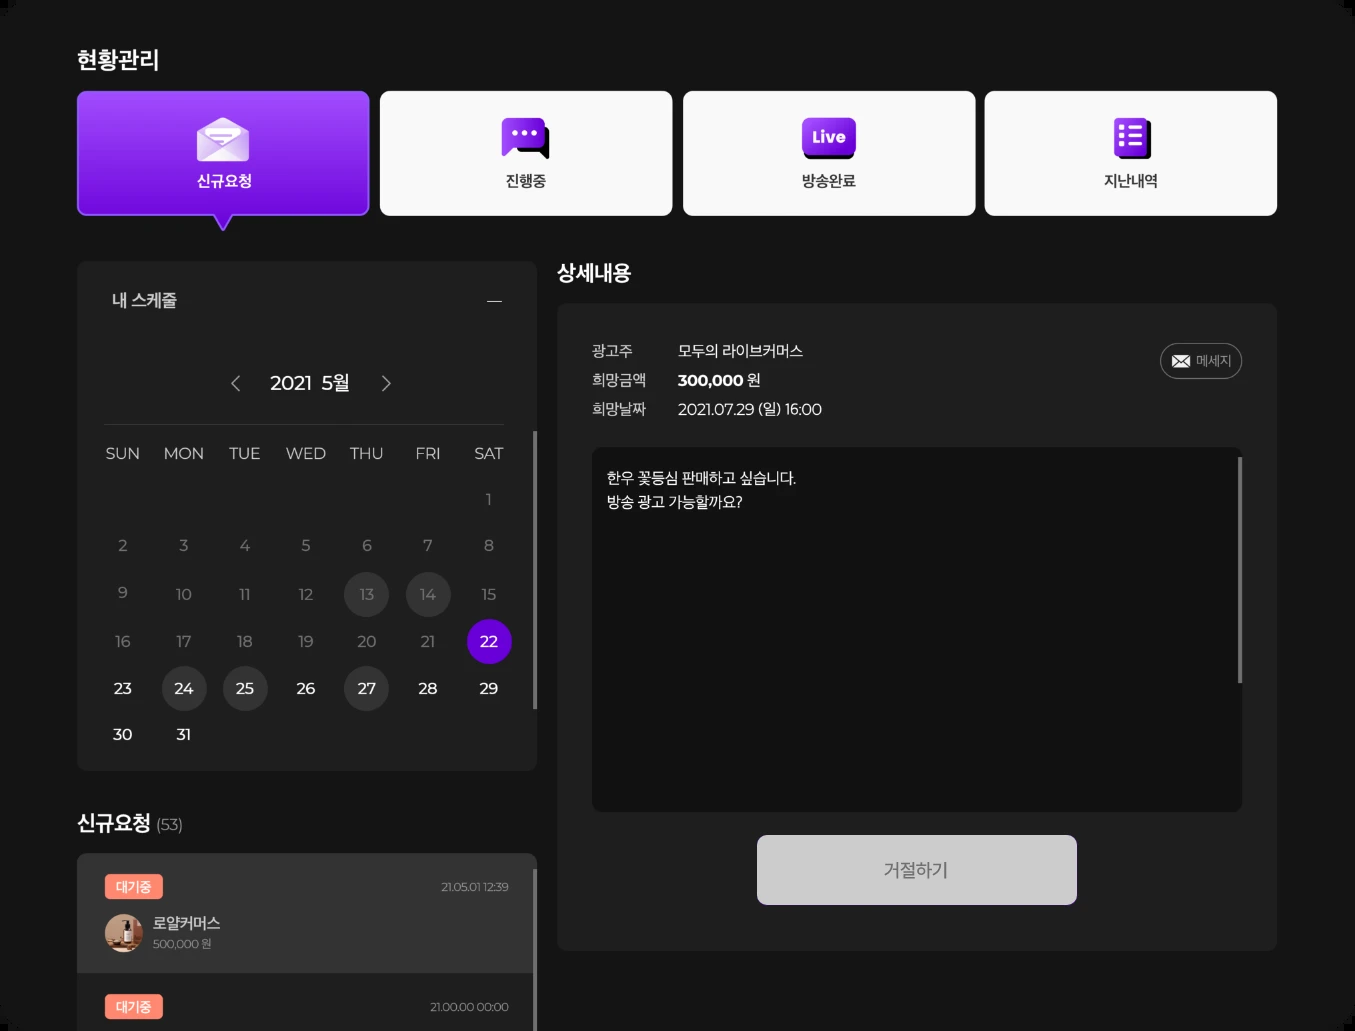 현황관리
신규요청
진행중
Live
방송완료
지난내역
내 스케줄
2021 5월
SUN MON TUE WED THU FRI SAT
1
2 3 4 5 6 7 8
9 10 11 12 13 14 15
16 17 18 19 20 21 22
23 24 25 26 27 28 29
30 31
신규요청 (53)
대기중 21.05.01 12:39
로얄커머스
500,000 원
대기중 21.00.00 00:00
상세내용
광고주 모두의 라이브커머스
메세지
희망금액 300,000 원
희망날짜 2021.07.29 (일) 16:00
한우 꽃등심 판매하고 싶습니다.
방송 광고 가능할까요?
거절하기